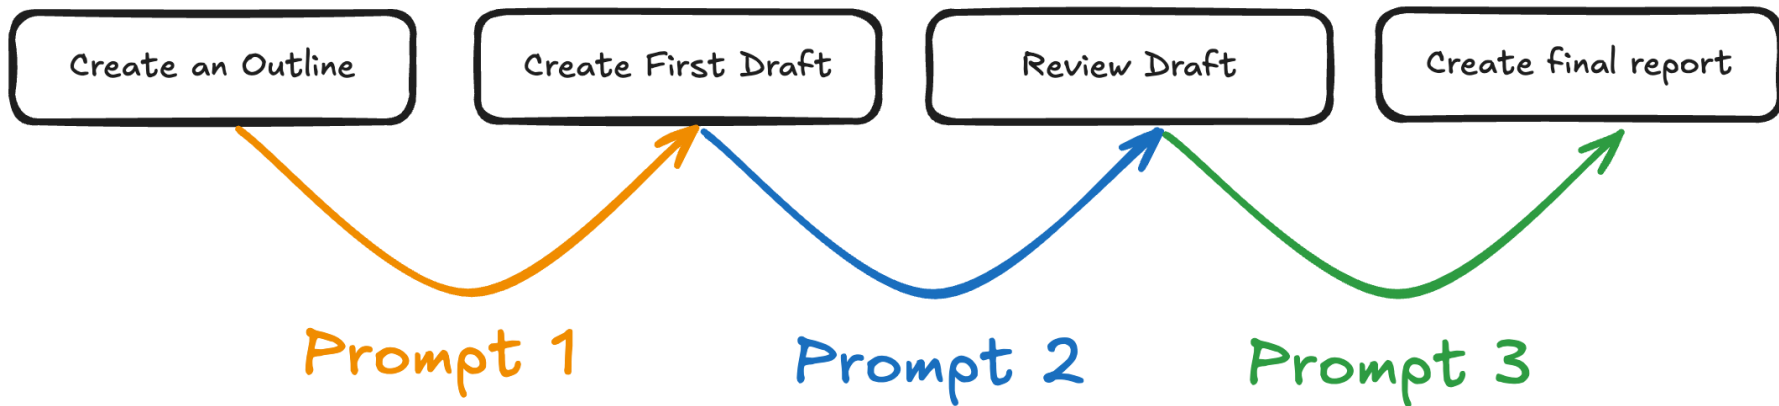 Create an Outline
Create First Draft
Review Draft
Create final report
Prompt 1
Prompt 2
Prompt 3